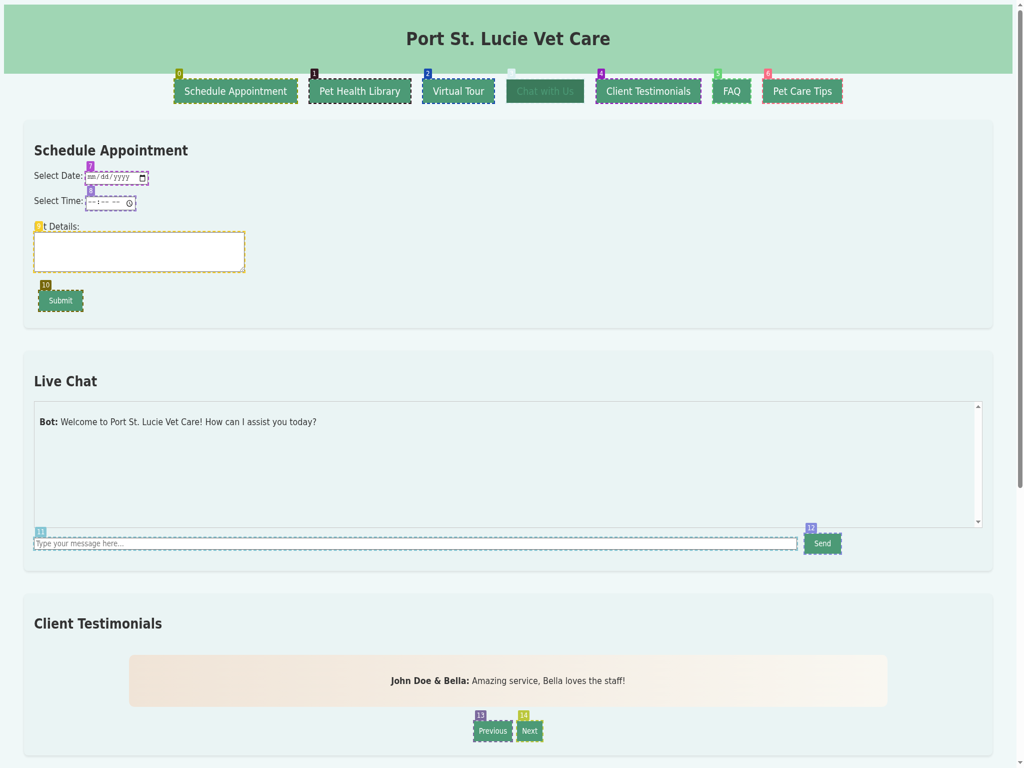 Port St. Lucie Vet Care
0 1 2 4 5 6
Schedule Appointment Pet Health Library Virtual Tour Chat with Us Client Testimonials FAQ Pet Care Tips
Schedule Appointment
7
Select Date: mm/dd/yyyy
8
Select Time: --:-- --
9 t Details:
10
Submit
Live Chat
Bot: Welcome to Port St. Lucie Vet Care! How can I assist you today?
11 12
Type your message here... Send
Client Testimonials
John Doe & Bella: Amazing service, Bella loves the staff!
13 14
Previous Next